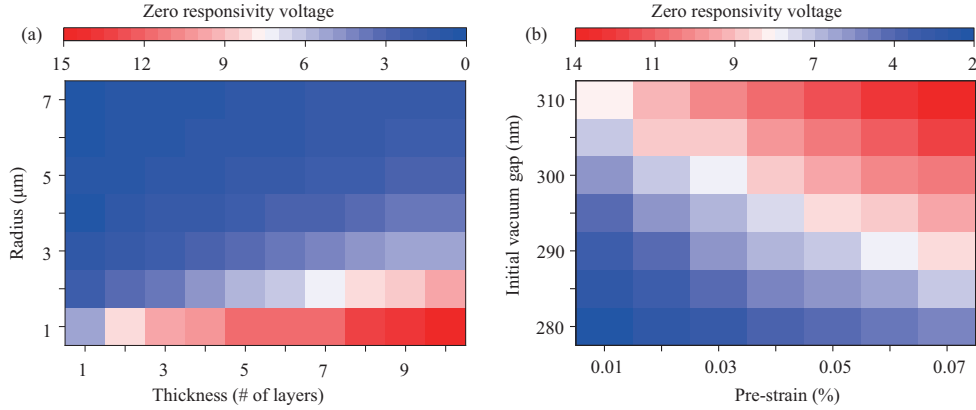 Zero responsivity voltage
(a)
15 12 9 6 3 0
7
5
3
1
Radius (μm)
1 3 5 7 9
Thickness (# of layers)
Zero responsivity voltage
(b)
14 11 9 7 4 2
310
300
290
280
Initial vacuum gap (nm)
0.01 0.03 0.05 0.07
Pre-strain (%)